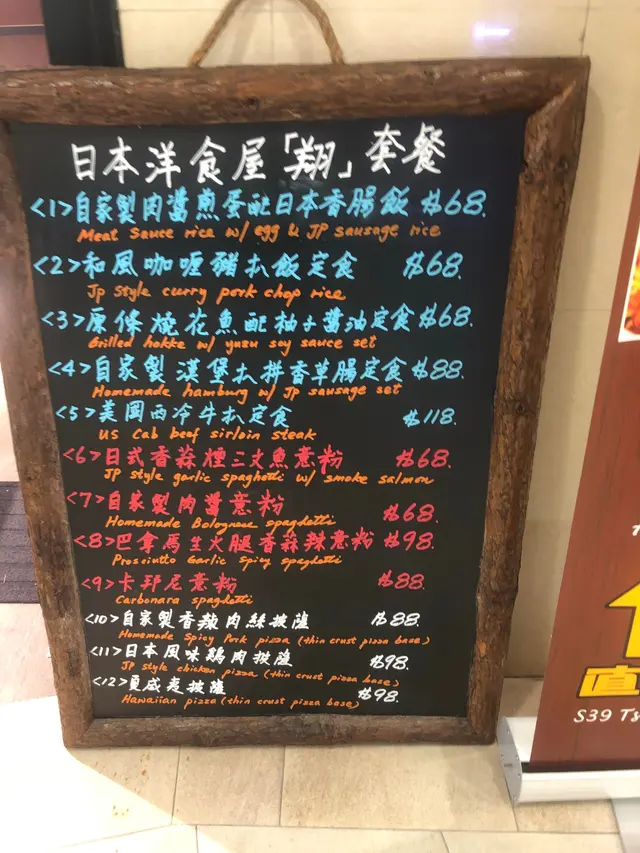 日本洋食屋「翔」套餐
<1>自家製肉醬煎蛋配日本香腸飯 $68.
Meat Sauce rice w/ egg & JP sausage rice
<2>和風咖喱豬扒飯定食 $68.
Jp Style curry pork chop rice
<3>原條燒花魚配柚子醬油定食 $68.
Grilled hokke w/ yuzu soy sauce set
<4>自家製漢堡扒拼香草腸定食 $88.
Homemade hamburg w/ JP sausage set
<5>美国西冷牛扒定食 $118.
US Cab beef sirloin steak
<6>日式香蒜煙三文魚意粉 $68.
JP style garlic spaghetti w/ smoke salmon
<7>自家製肉醬意粉 $68.
Homemade Bolognese spaghetti
<8>巴拿馬生火腿香蒜辣意粉 $98.
Prosciutto Garlic Spicy spaghetti
<9>卡邦尼意粉 $88.
Carbonara spaghetti
<10>自家製香辣肉絲披薩 $88.
Homemade Spicy Pork pizza (thin crust pizza base)
<11>日本風味鷄肉披薩 $98.
JP style chicken pizza (thin crust pizza base)
<12>夏威夷披薩 $98.
Hawaiian pizza (thin crust pizza base)
直
S39 Ts